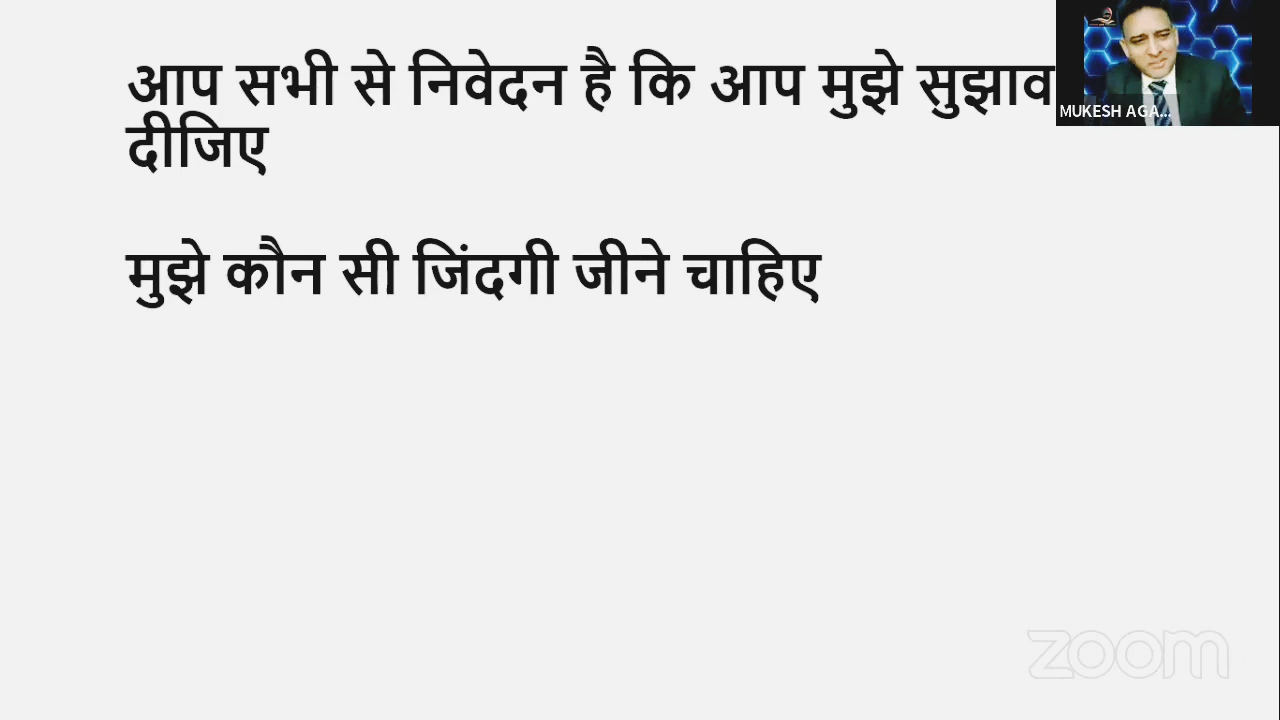 आप सभी से निवेदन है कि आप मुझे सुझाव
दीजिए
मुझे कौन सी जिंदगी जीने चाहिए
MUKESH AGA...
zoom